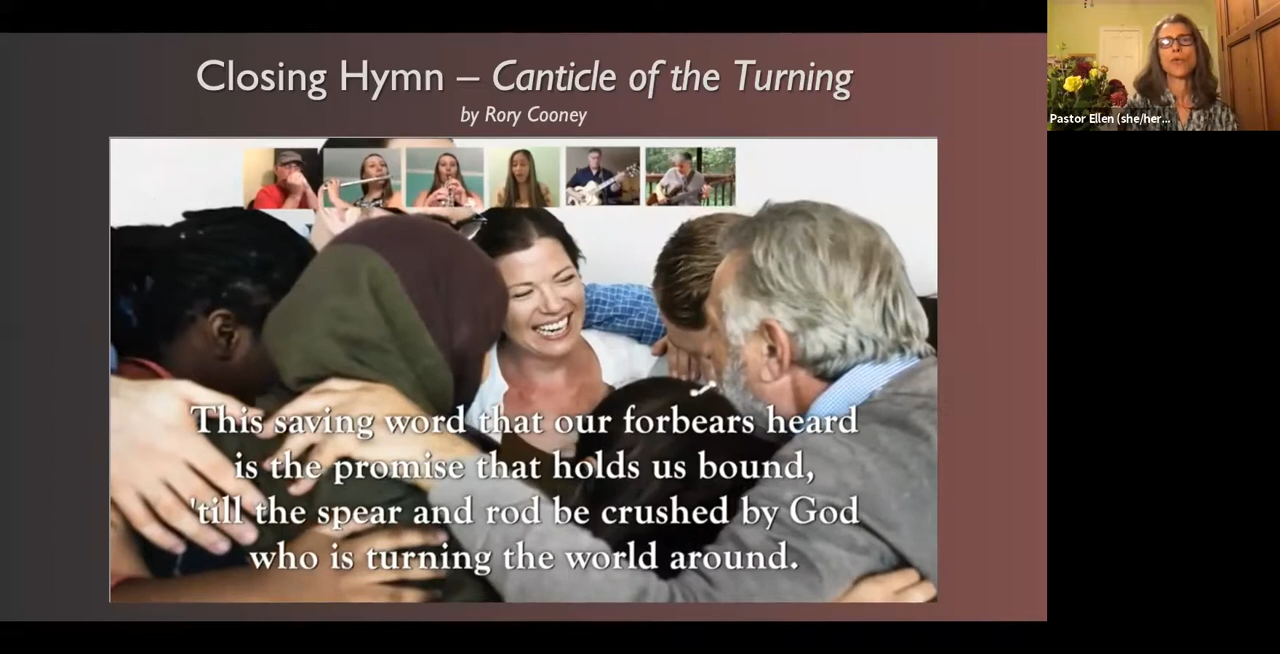 Closing Hymn – Canticle of the Turning
by Rory Cooney
This saving word that our forbears heard
is the promise that holds us bound,
'till the spear and rod be crushed by God
who is turning the world around.
Pastor Ellen (she/her...